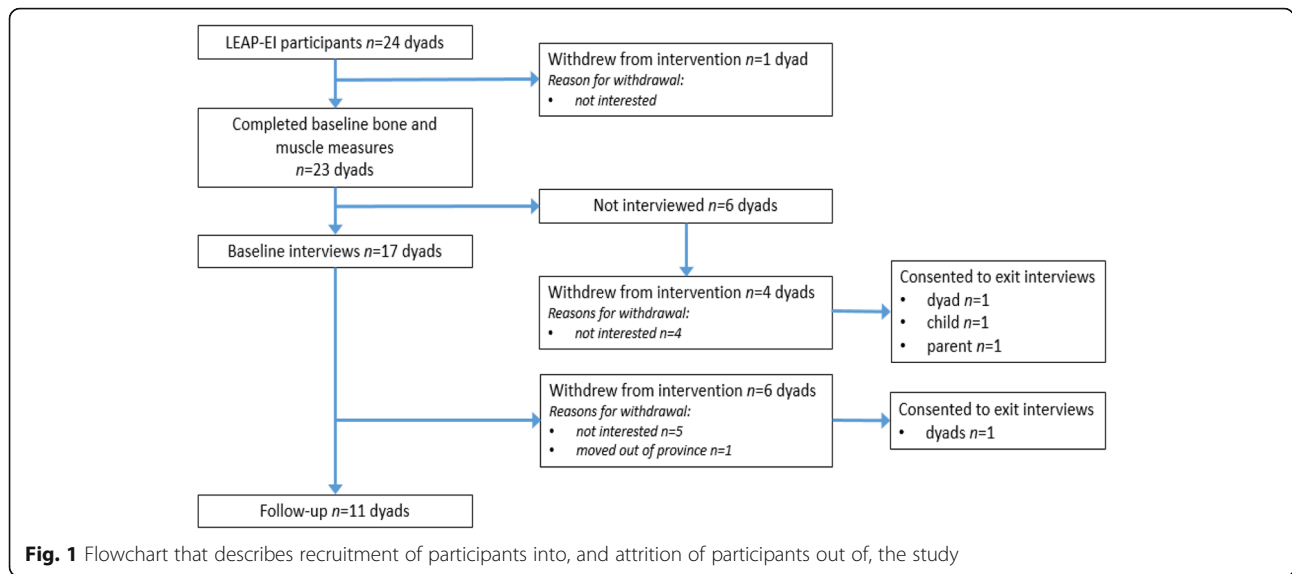 LEAP-EI participants n=24 dyads
Withdrew from intervention n=1 dyad
Reason for withdrawal:
• not interested
Completed baseline bone and
muscle measures
n=23 dyads
Not interviewed n=6 dyads
Baseline interviews n=17 dyads
Withdrew from intervention n=4 dyads
Reasons for withdrawal:
• not interested n=4
Consented to exit interviews
• dyad n=1
• child n=1
• parent n=1
Withdrew from intervention n=6 dyads
Reasons for withdrawal:
• not interested n=5
• moved out of province n=1
Consented to exit interviews
• dyads n=1
Follow-up n=11 dyads
Fig. 1 Flowchart that describes recruitment of participants into, and attrition of participants out of, the study